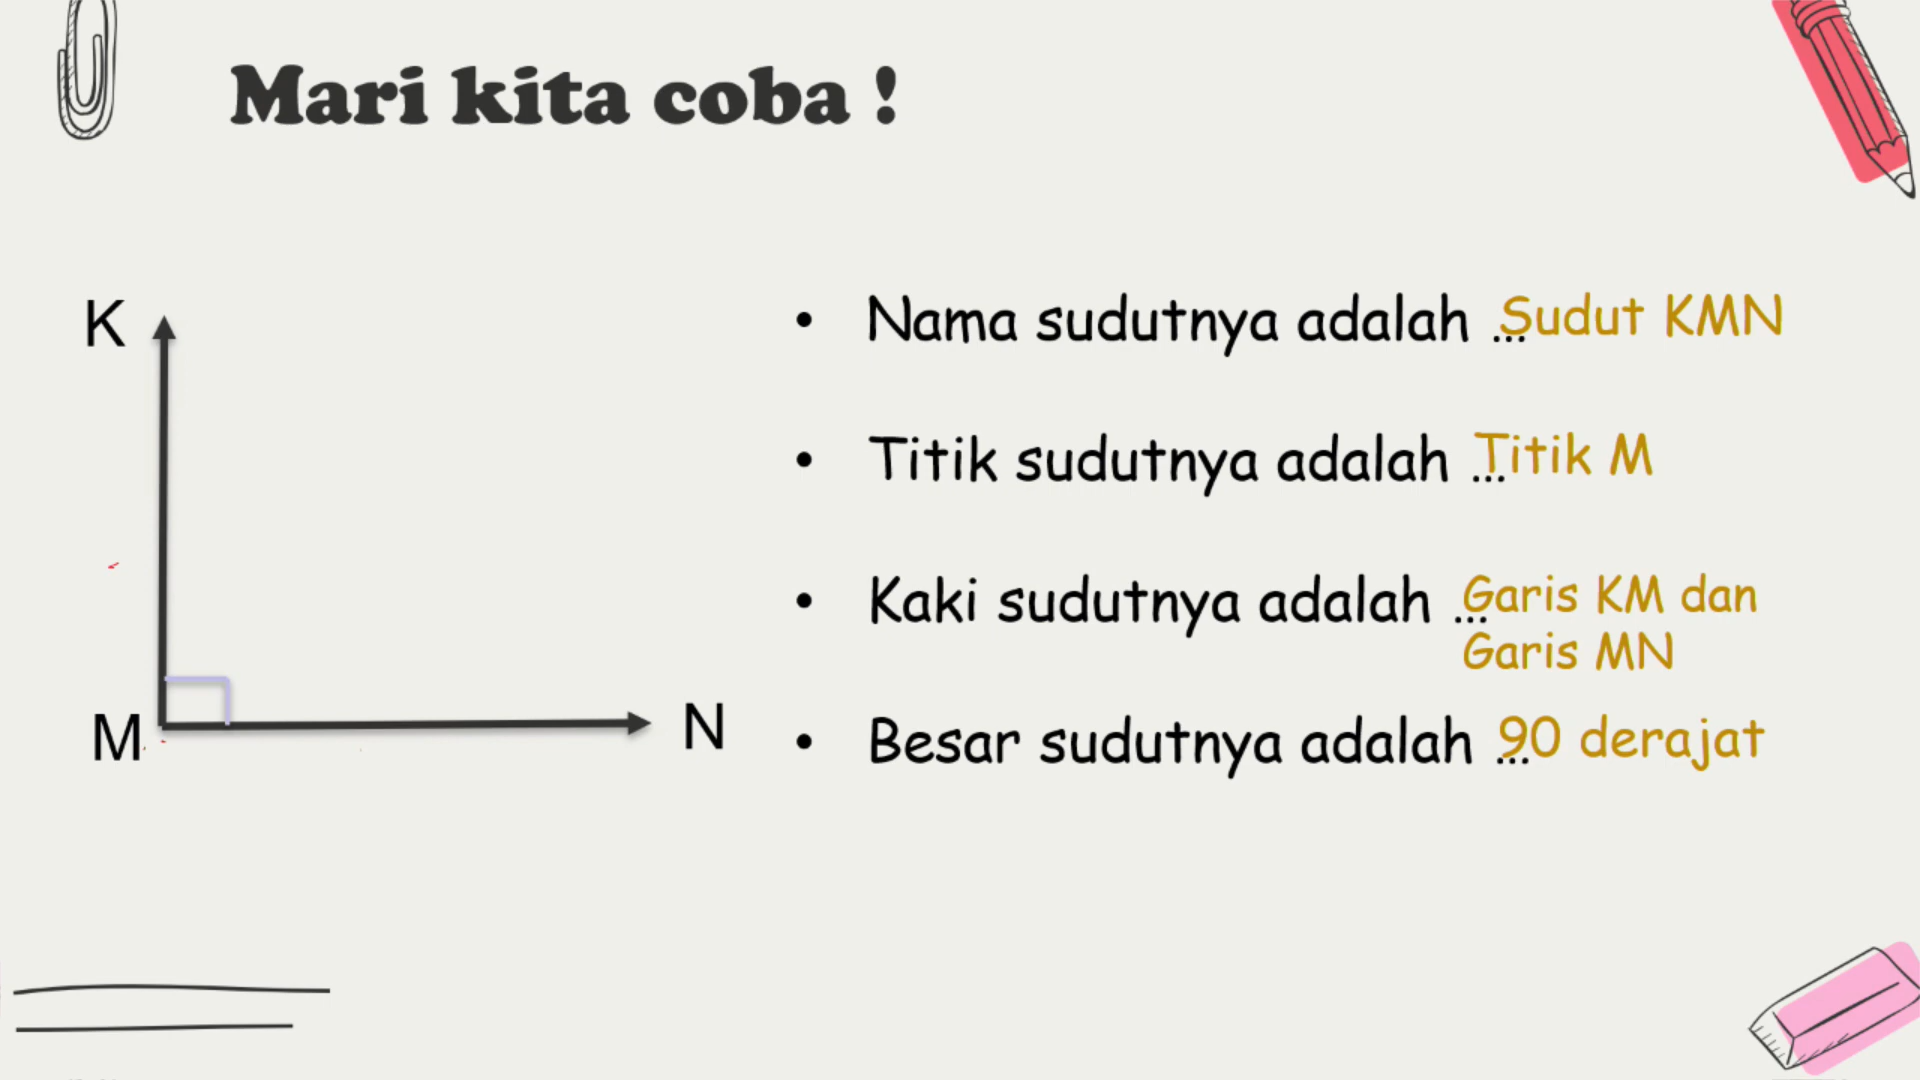 Mari kita coba !
K
M
N
• Nama sudutnya adalah ... Sudut KMN
• Titik sudutnya adalah ... Titik M
• Kaki sudutnya adalah ... Garis KM dan
Garis MN
• Besar sudutnya adalah ... 90 derajat